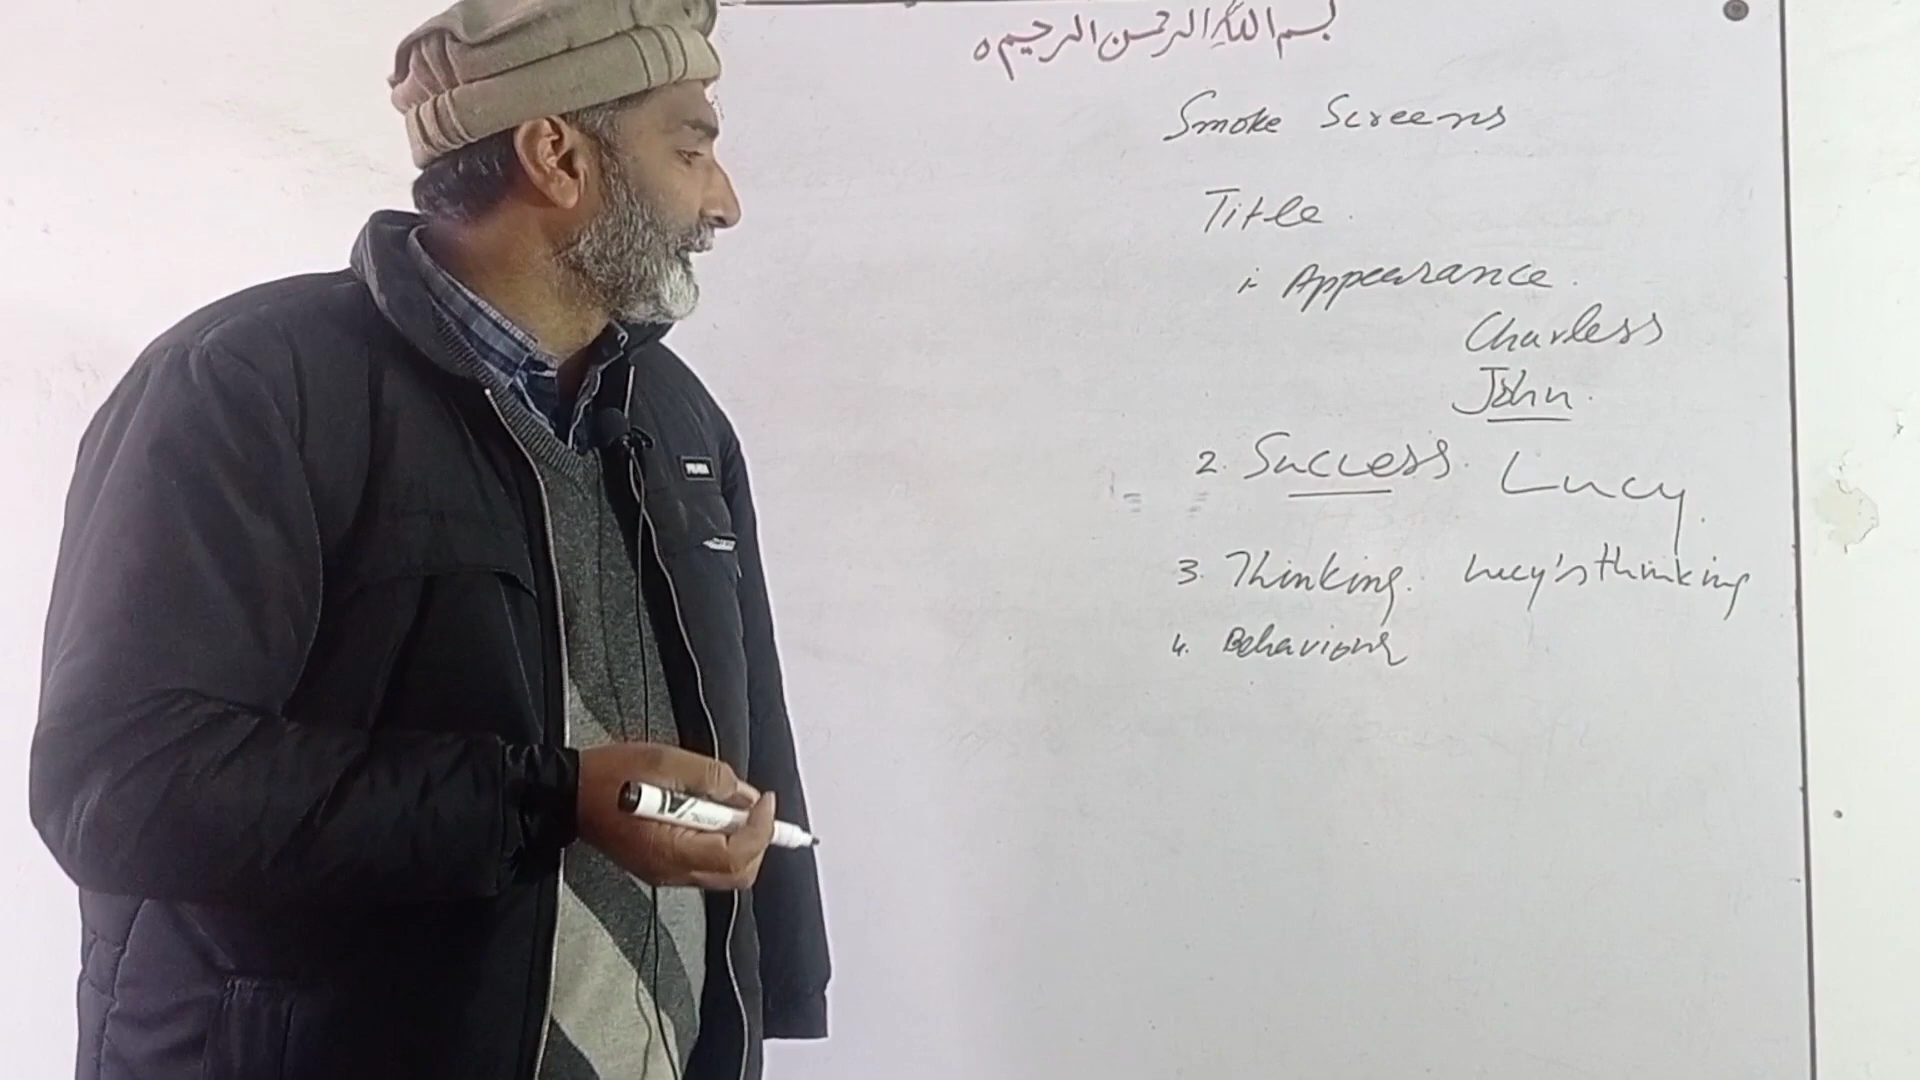 بسم اللہ الرحمن الرحیم ہ
Smoke Screens
Title.
i- Appearance.
Charless
John.
2. Success. Lucy.
3. Thinking. Lucy's thinking
4. Behaviour